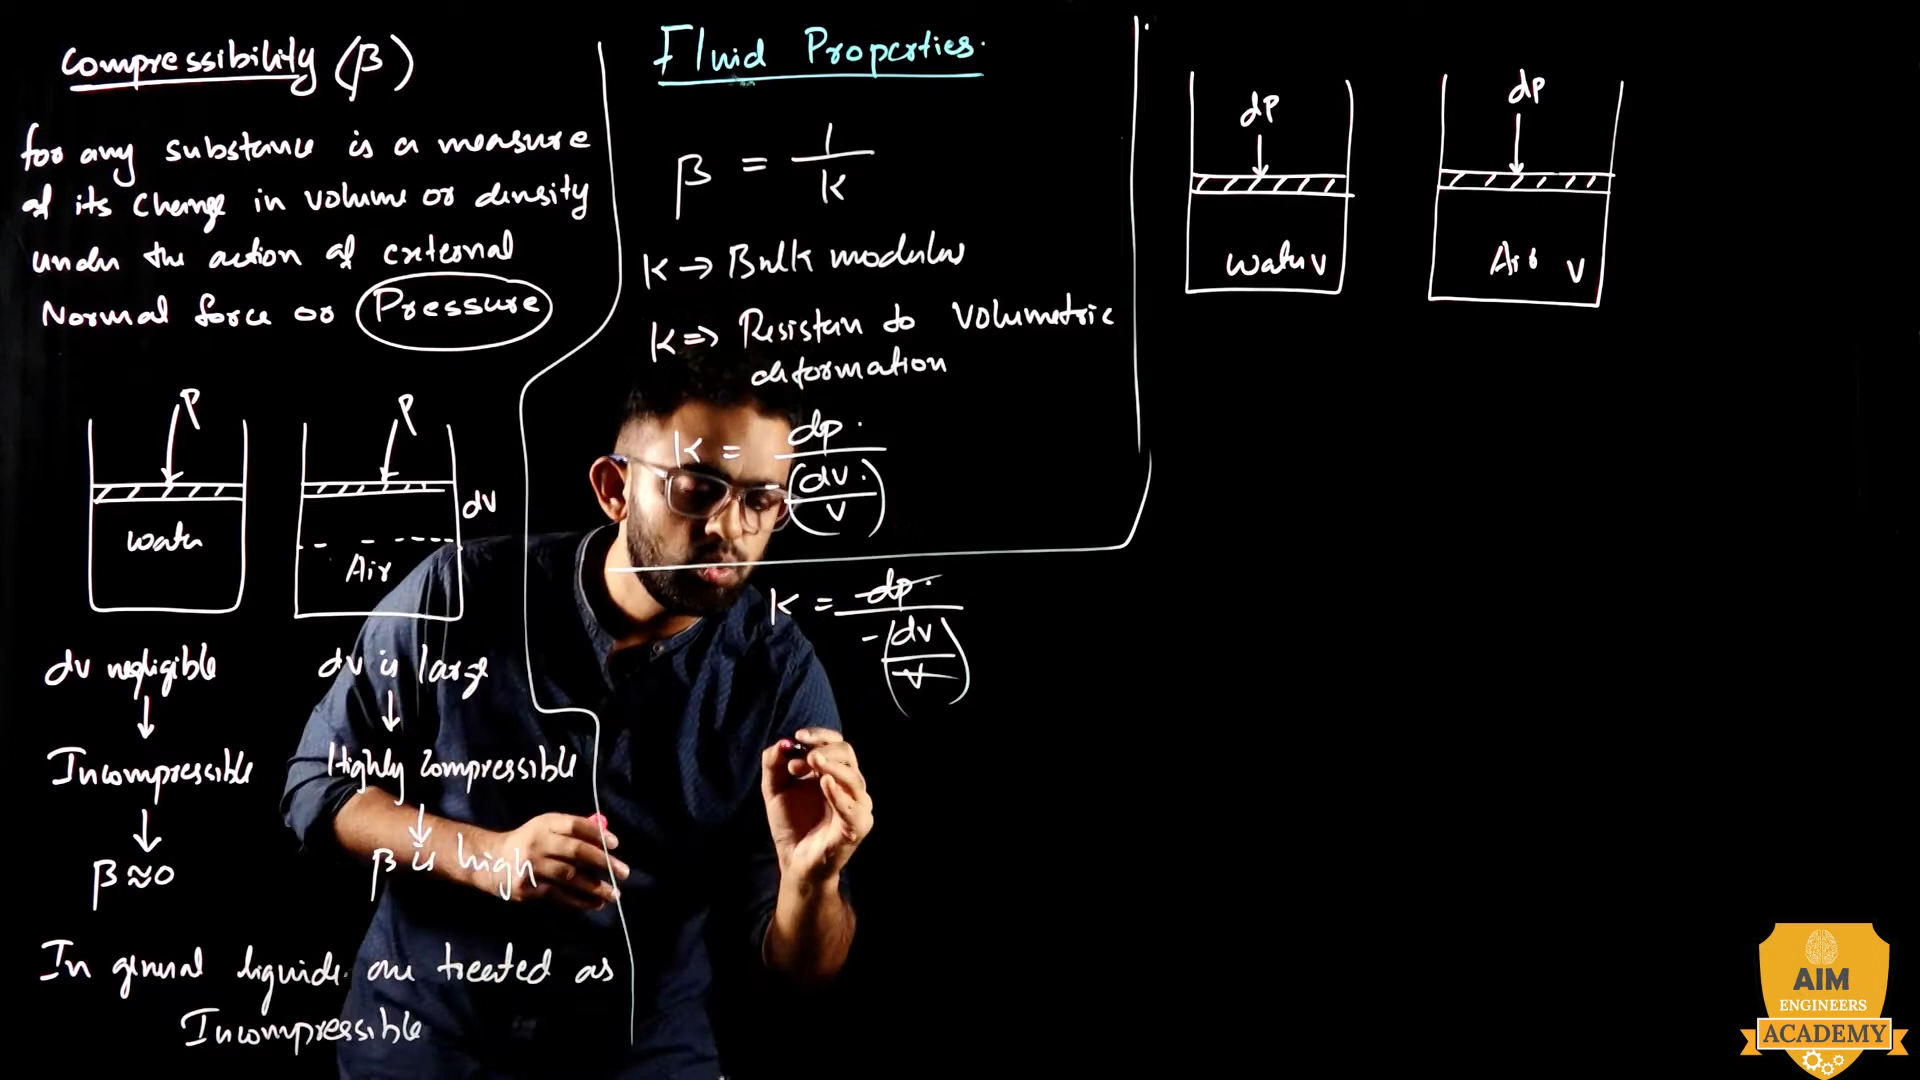 Compressibility (β)
for any substance is a measure
of its change in volume or density
under the action of external
Normal force or Pressure
P
P
water
Air
dv
dv negligible
dv is large
↓
↓
Incompressible
Highly compressible
↓
↓
β ≈ 0
β is high
In general liquids are treated as
Incompressible
Fluid Properties.
β = 1/K
K → Bulk modulus
K => Resistan to volumetric
deformation
K = dp / -(dv/v)
K = dp / -(dv/v)
dP
dP
Water V
Air V
AIM
ENGINEERS
ACADEMY